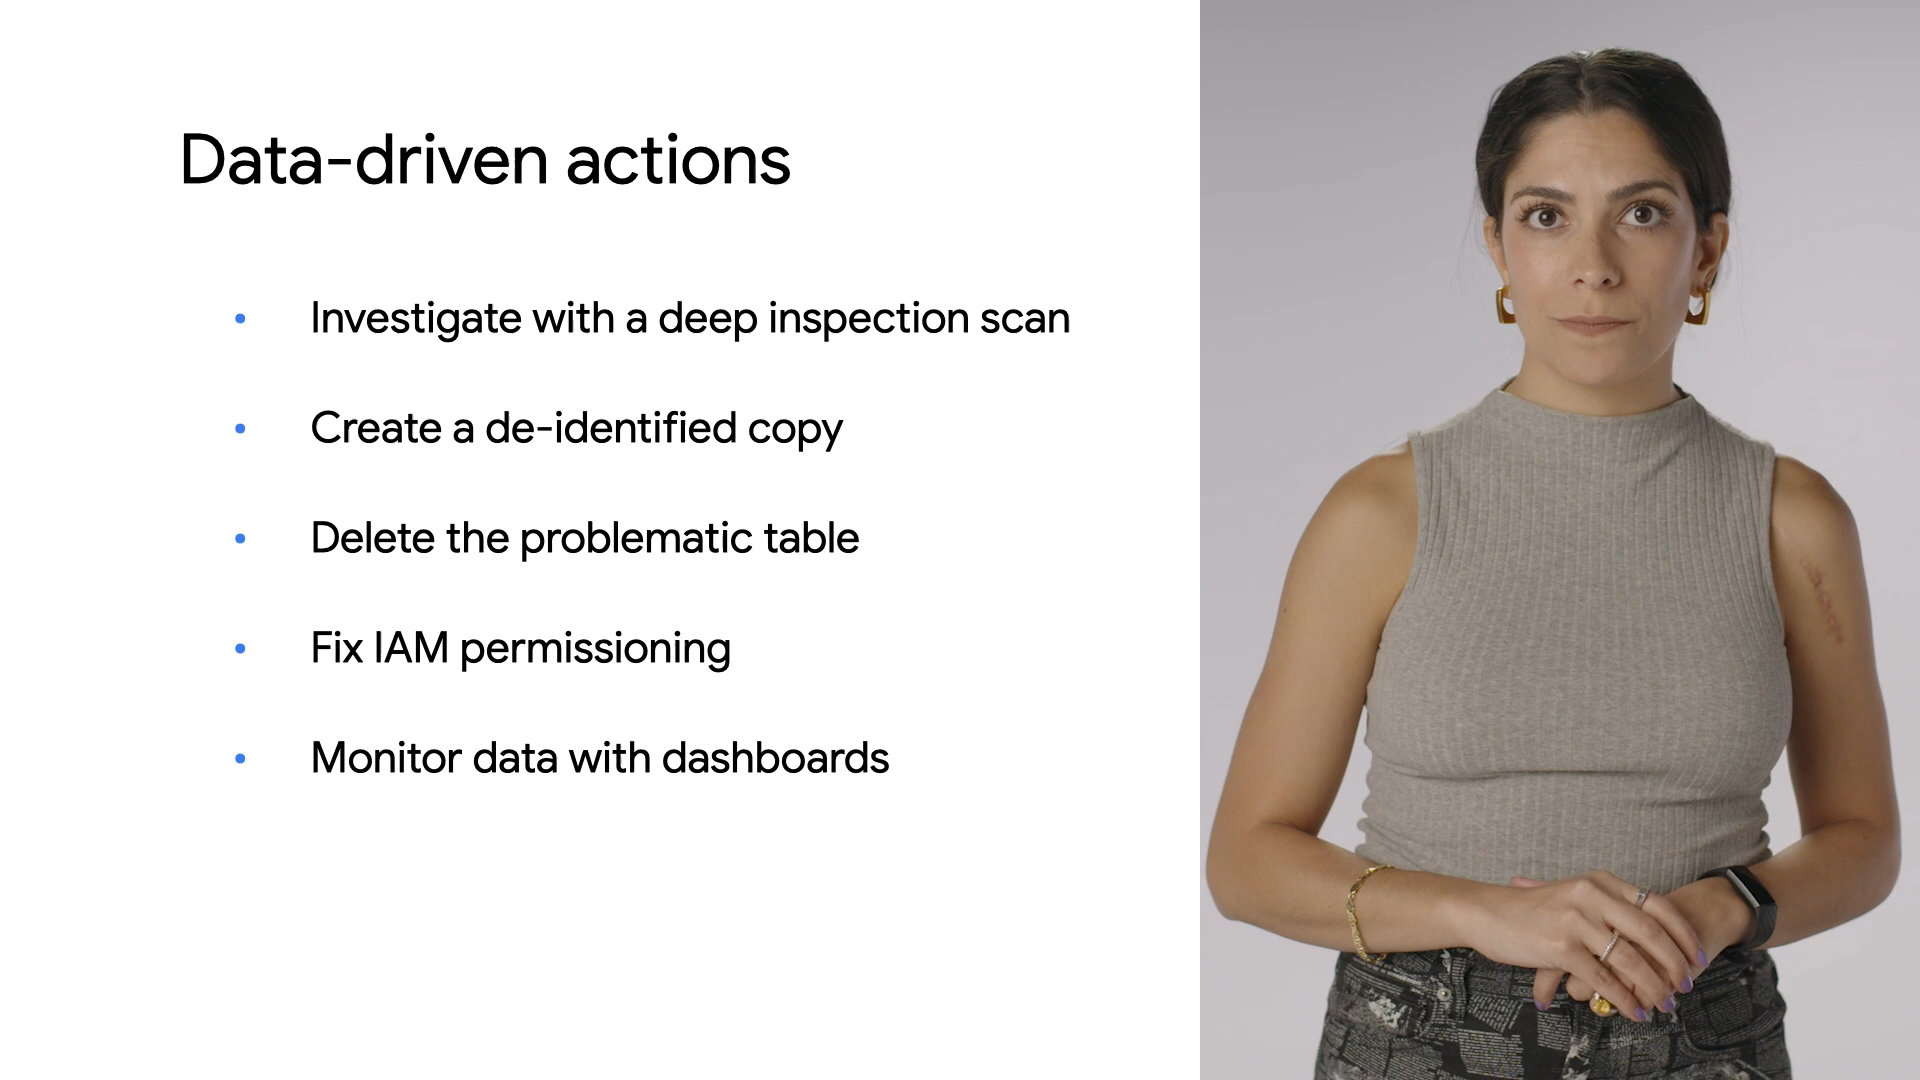 Data-driven actions
Investigate with a deep inspection scan
Create a de-identified copy
Delete the problematic table
Fix IAM permissioning
Monitor data with dashboards